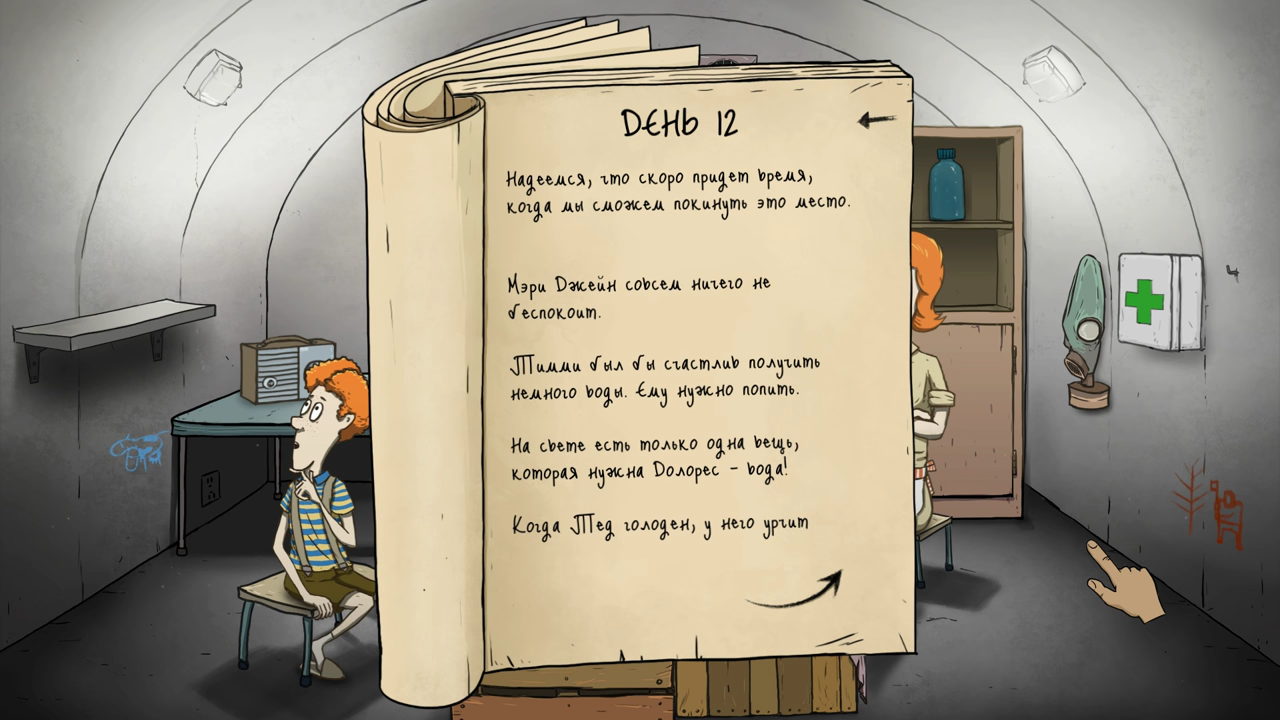 ДЕНЬ 12
Надеемся, что скоро придет время,
когда мы сможем покинуть это место.
Мэри Джейн совсем ничего не
беспокоит.
Тимми был бы счастлив получить
немного воды. Ему нужно попить.
На свете есть только одна вещь,
которая нужна Долорес - вода!
Когда Тед голоден, у него урчит